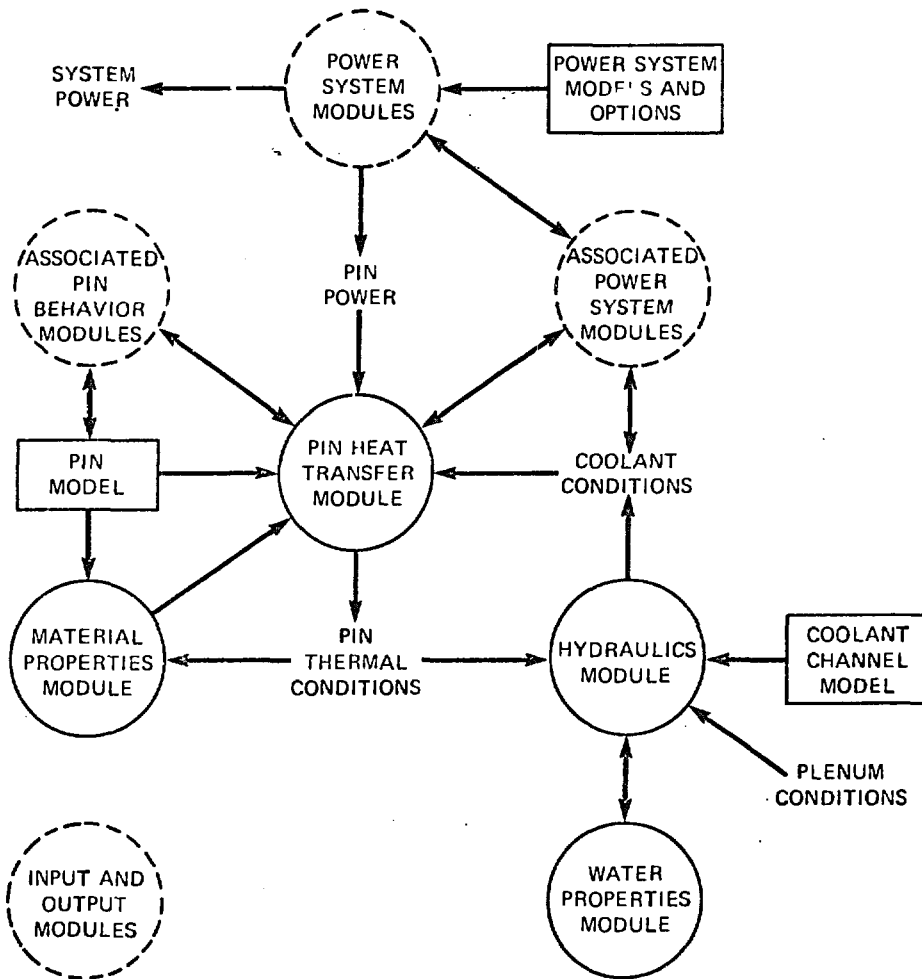 SYSTEM
POWER
POWER
SYSTEM
MODULES
POWER SYSTEM
MODELS AND
OPTIONS
ASSOCIATED
PIN
BEHAVIOR
MODULES
PIN
POWER
ASSOCIATED
POWER
SYSTEM
MODULES
PIN
MODEL
PIN HEAT
TRANSFER
MODULE
COOLANT
CONDITIONS
MATERIAL
PROPERTIES
MODULE
PIN
THERMAL
CONDITIONS
HYDRAULICS
MODULE
COOLANT
CHANNEL
MODEL
PLENUM
CONDITIONS
INPUT AND
OUTPUT
MODULES
WATER
PROPERTIES
MODULE